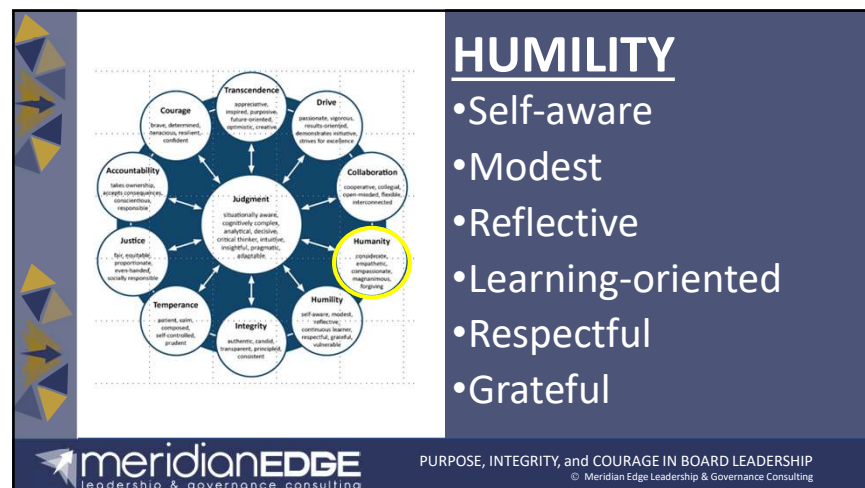 Transcendence
appreciative,
inspired, purposive,
future-oriented,
optimistic, creative
Drive
passionate, vigorous,
results-oriented,
demonstrates initiative,
strives for excellence
Collaboration
cooperative, collegial,
open-minded, flexible,
interconnected
Humanity
considerate,
empathetic,
compassionate,
magnanimous,
forgiving
Humility
self-aware, modest,
reflective,
continuous learner,
respectful, grateful,
vulnerable
Integrity
authentic, candid,
transparent, principled,
consistent
Temperance
patient, calm,
composed,
self-controlled,
prudent
Justice
fair, equitable,
proportionate,
even-handed,
socially responsible
Accountability
takes ownership,
accepts consequences,
conscientious,
responsible
Courage
brave, determined,
tenacious, resilient,
confident
Judgment
situationally aware,
cognitively complex,
analytical, decisive,
critical thinker, intuitive,
insightful, pragmatic,
adaptable
HUMILITY
•Self-aware
•Modest
•Reflective
•Learning-oriented
•Respectful
•Grateful
meridianEDGE
leadership & governance consulting
PURPOSE, INTEGRITY, and COURAGE IN BOARD LEADERSHIP
© Meridian Edge Leadership & Governance Consulting